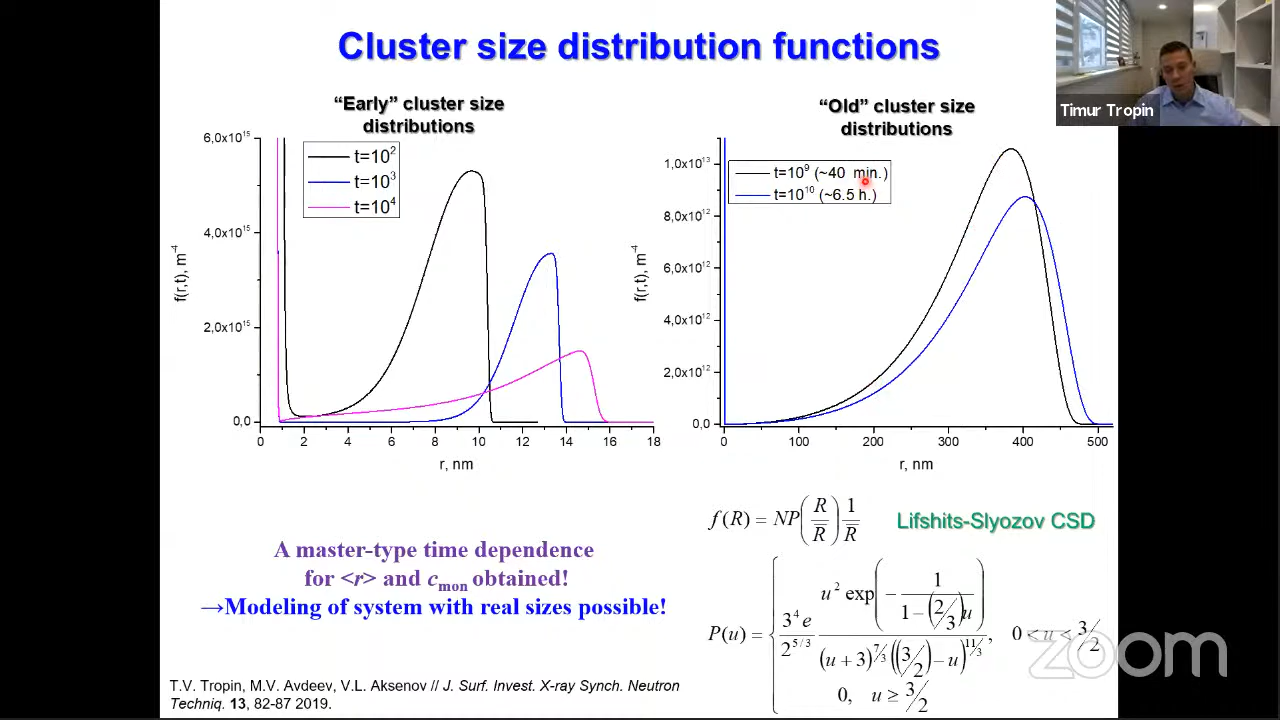 Cluster size distribution functions
Timur Tropin
“Early” cluster size
distributions
6,0x10¹⁵
4,0x10¹⁵
2,0x10¹⁵
0,0
f(r,t), m⁻⁴
t=10²
t=10³
t=10⁴
0 2 4 6 8 10 12 14 16 18
r, nm
“Old” cluster size
distributions
1,0x10¹³
8,0x10¹²
6,0x10¹²
4,0x10¹²
2,0x10¹²
0,0
f(r,t), m⁻⁴
t=10⁹ (~40 min.)
t=10¹⁰ (~6.5 h.)
0 100 200 300 400 500
r, nm
A master-type time dependence
for <r> and c_mon obtained!
→Modeling of system with real sizes possible!
f(R) = NP(R/R̅) 1/R̅
Lifshits-Slyozov CSD
P(u) = { 3⁴e/2^(5/3) · u² exp(− 1/(1−(2/3)u)) / ((u+3)^(7/3) ((3/2)−u)^(11/3)), 0 < u < 3/2
0, u ≥ 3/2
T.V. Tropin, M.V. Avdeev, V.L. Aksenov // J. Surf. Invest. X-ray Synch. Neutron
Techniq. 13, 82-87 2019.
zoom